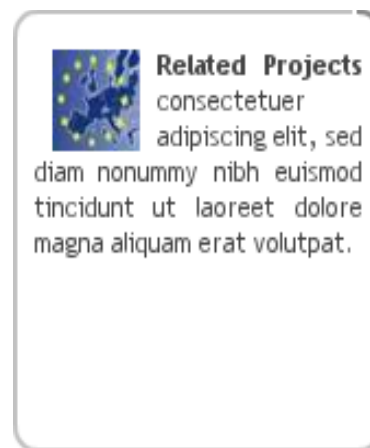 Related Projects
consectetuer
adipiscing elit, sed
diam nonummy nibh euismod
tincidunt ut laoreet dolore
magna aliquam erat volutpat.